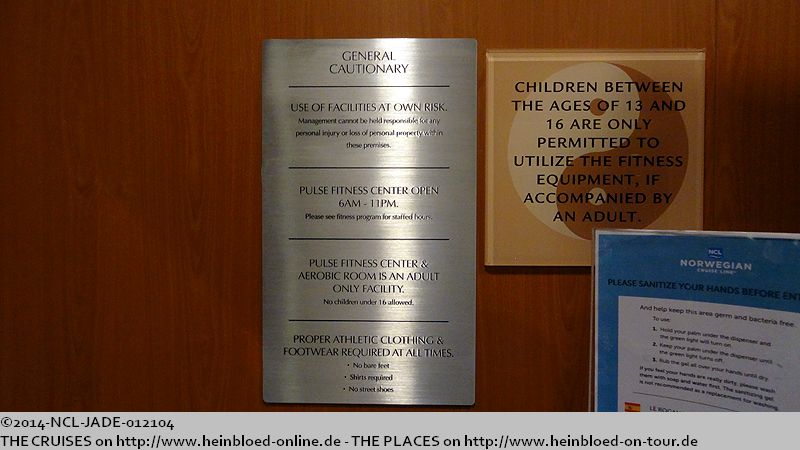 GENERAL
CAUTIONARY
USE OF FACILITIES AT OWN RISK.
Management cannot be held responsible for any
personal injury or loss of personal property within
these premises.
PULSE FITNESS CENTER OPEN
6AM - 11PM.
Please see fitness program for staffed hours.
PULSE FITNESS CENTER &
AEROBIC ROOM IS AN ADULT
ONLY FACILITY.
No children under 16 allowed.
PROPER ATHLETIC CLOTHING &
FOOTWEAR REQUIRED AT ALL TIMES.
• No bare feet
• Shirts required
• No street shoes
CHILDREN BETWEEN
THE AGES OF 13 AND
16 ARE ONLY
PERMITTED TO
UTILIZE THE FITNESS
EQUIPMENT, IF
ACCOMPANIED BY
AN ADULT.
NCL
NORWEGIAN
CRUISE LINE
PLEASE SANITIZE YOUR HANDS BEFORE ENT
And help keep this area germ and bacteria free.
To use:
1. Hold your palm under the dispenser and
the green light will turn on.
2. Keep your palm under the dispenser until
the green light turns off.
3. Rub the gel all over your hands until dry.
If you feel your hands are really dirty, please wash
them with soap and water first. The sanitizing gel
is not recommended as a replacement for washing.
LE ROGA
©2014-NCL-JADE-012104
THE CRUISES on http://www.heinbloed-online.de - THE PLACES on http://www.heinbloed-on-tour.de